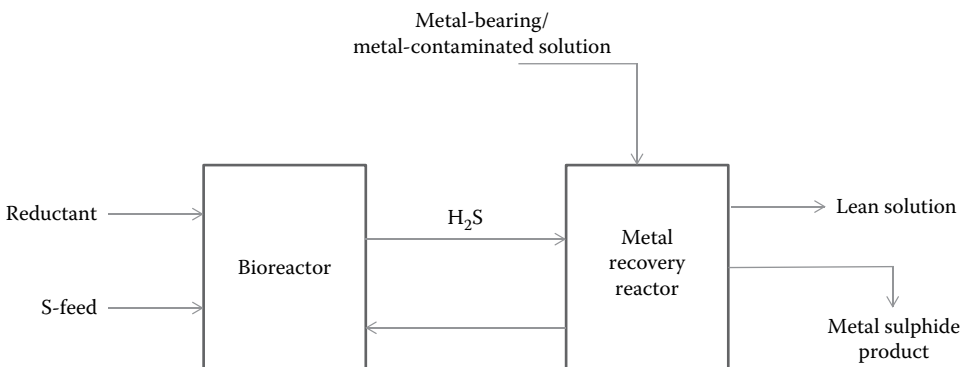 Metal-bearing/
metal-contaminated solution
Reductant
S-feed
Bioreactor
H₂S
Metal
recovery
reactor
Lean solution
Metal sulphide
product